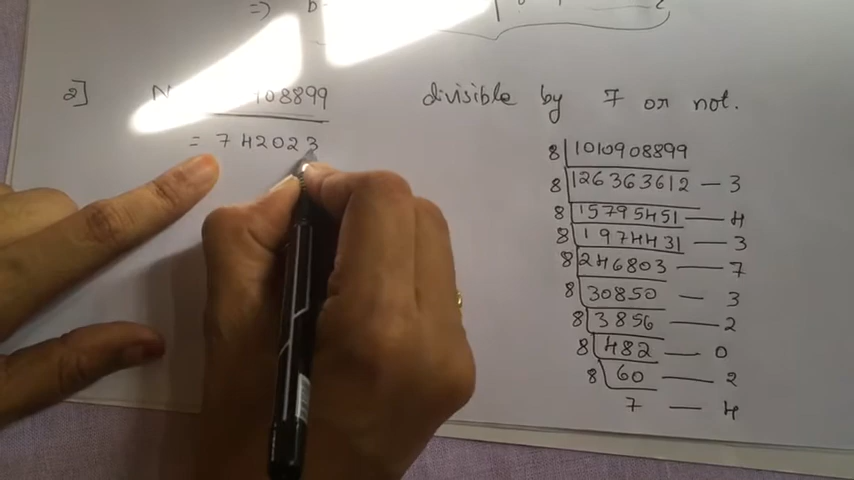 => b
2] N 108899 divisible by 7 or not.
= 742023
8 | 1010908899
8 | 126363612 — 3
8 | 15795451 — 4
8 | 1974431 — 3
8 | 246803 — 7
8 | 30850 — 3
8 | 3856 — 2
8 | 482 — 0
8 | 60 — 2
7 — 4